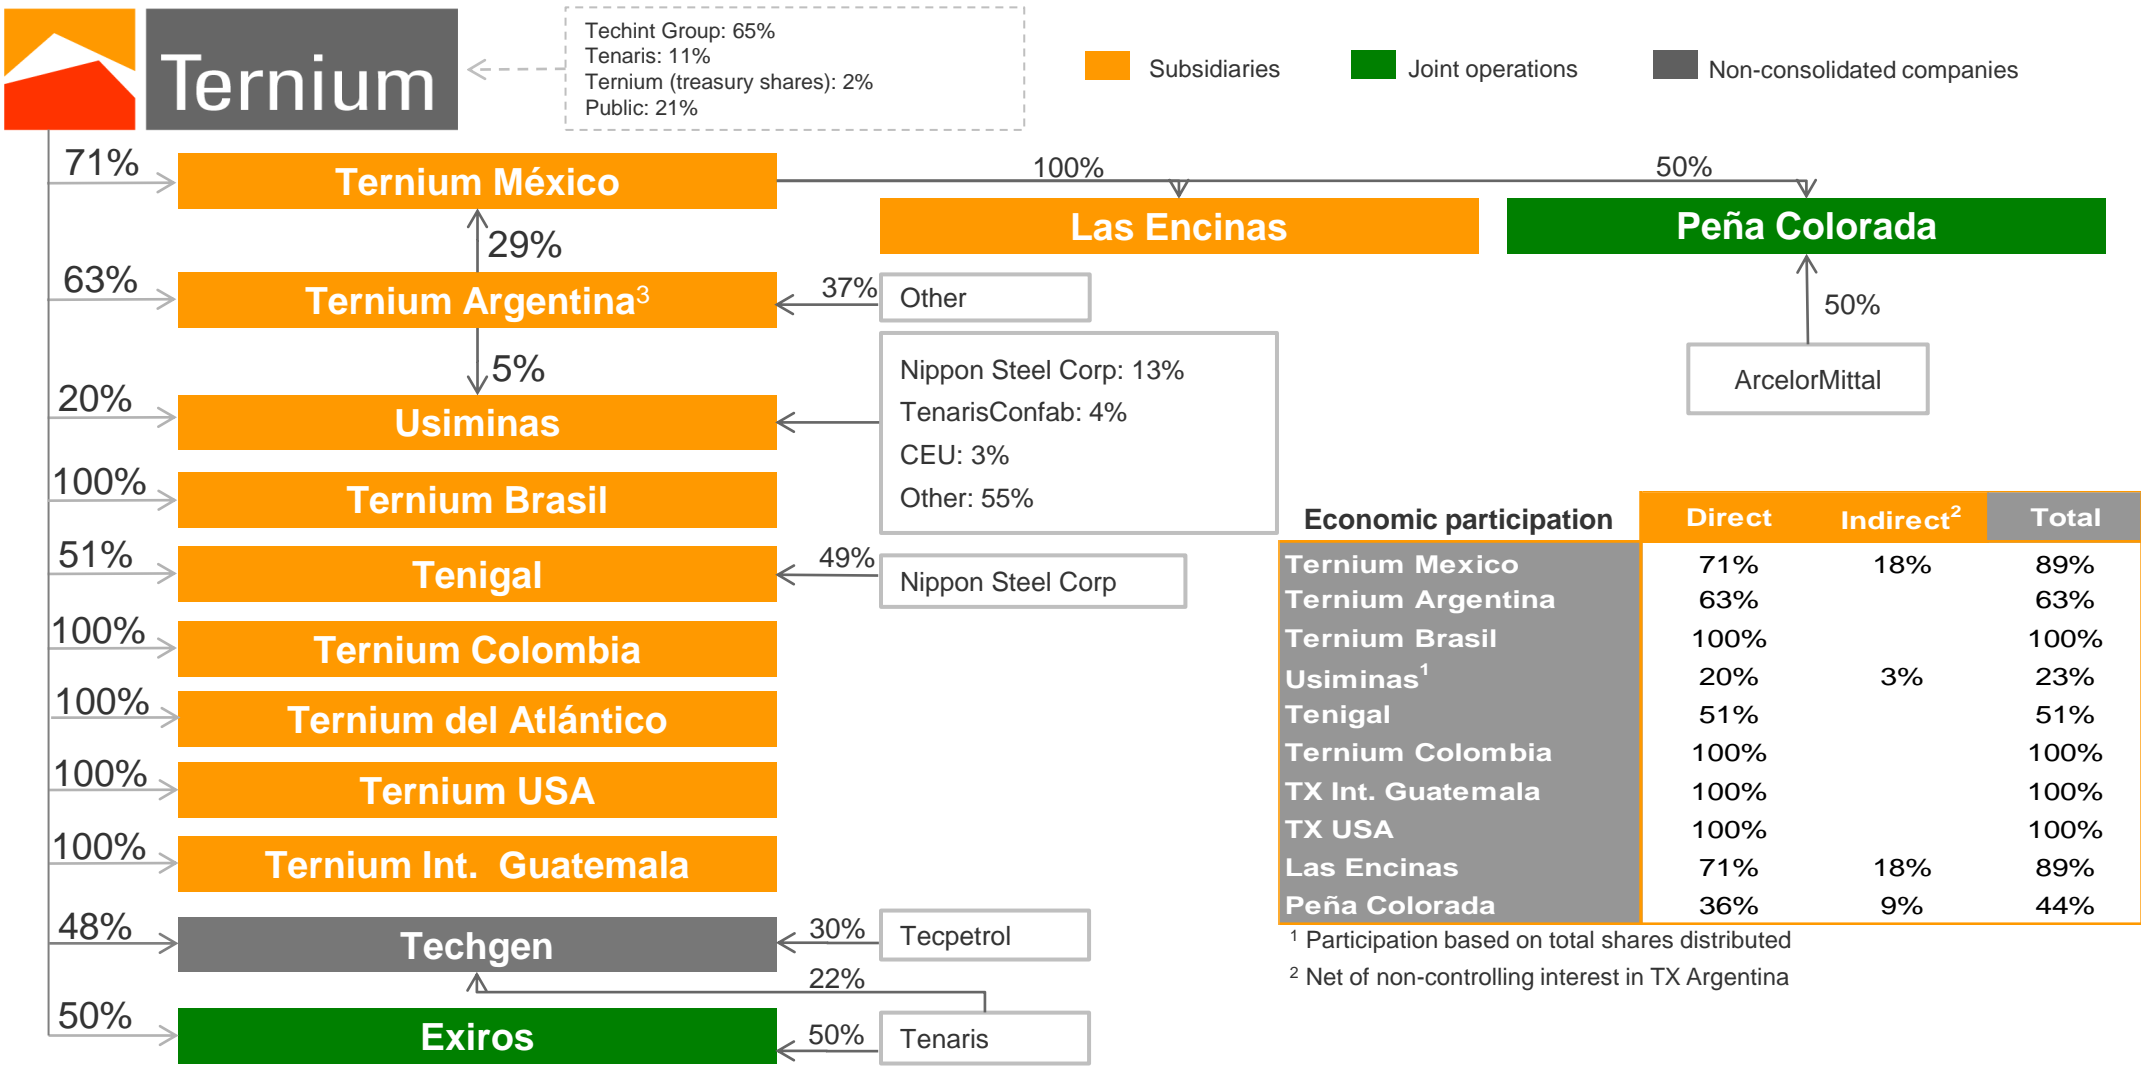 Ternium
Techint Group: 65%
Tenaris: 11%
Ternium (treasury shares): 2%
Public: 21%
Subsidiaries
Joint operations
Non-consolidated companies
71%
Ternium México
100%
50%
Las Encinas
Peña Colorada
29%
63%
Ternium Argentina³
37%
Other
50%
ArcelorMittal
5%
20%
Usiminas
Nippon Steel Corp: 13%
TenarisConfab: 4%
CEU: 3%
Other: 55%
100%
Ternium Brasil
51%
Tenigal
49%
Nippon Steel Corp
100%
Ternium Colombia
100%
Ternium del Atlántico
100%
Ternium USA
100%
Ternium Int. Guatemala
48%
Techgen
30%
Tecpetrol
22%
50%
Exiros
50%
Tenaris
Economic participation Direct Indirect² Total
Ternium Mexico 71% 18% 89%
Ternium Argentina 63% 63%
Ternium Brasil 100% 100%
Usiminas¹ 20% 3% 23%
Tenigal 51% 51%
Ternium Colombia 100% 100%
TX Int. Guatemala 100% 100%
TX USA 100% 100%
Las Encinas 71% 18% 89%
Peña Colorada 36% 9% 44%
¹ Participation based on total shares distributed
² Net of non-controlling interest in TX Argentina